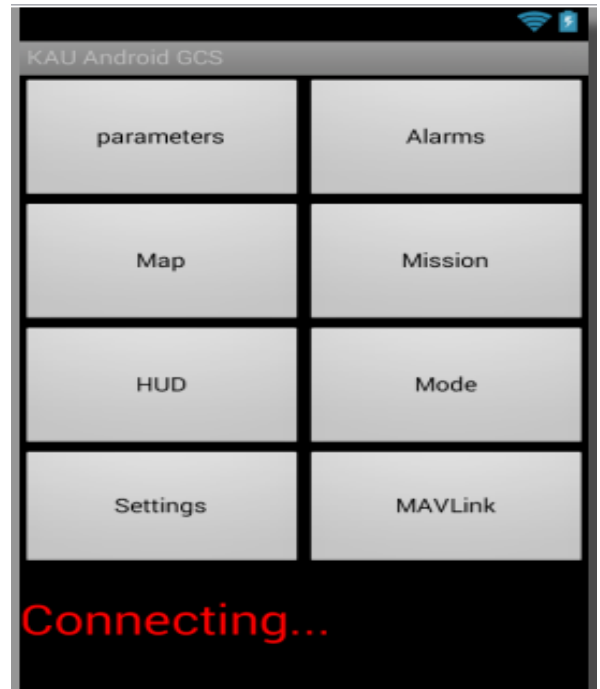 KAU Android GCS
parameters
Alarms
Map
Mission
HUD
Mode
Settings
MAVLink
Connecting...